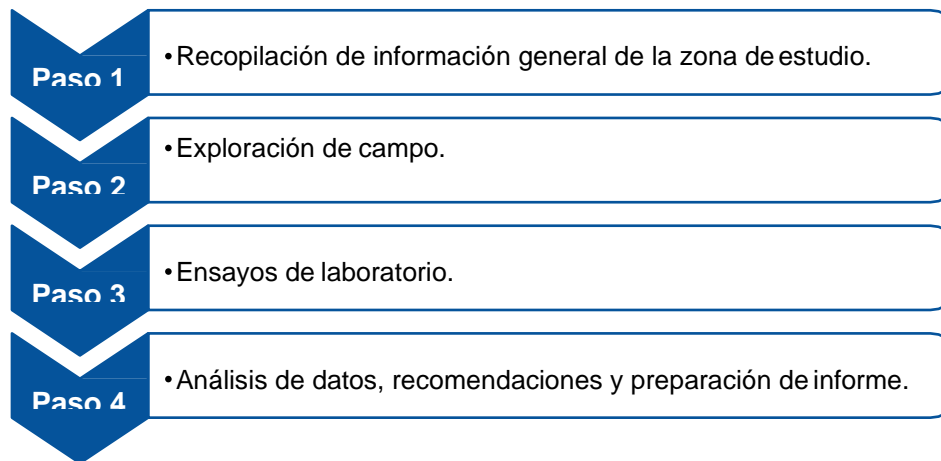 Paso 1
•Recopilación de información general de la zona de estudio.
Paso 2
•Exploración de campo.
Paso 3
•Ensayos de laboratorio.
Paso 4
•Análisis de datos, recomendaciones y preparación de informe.